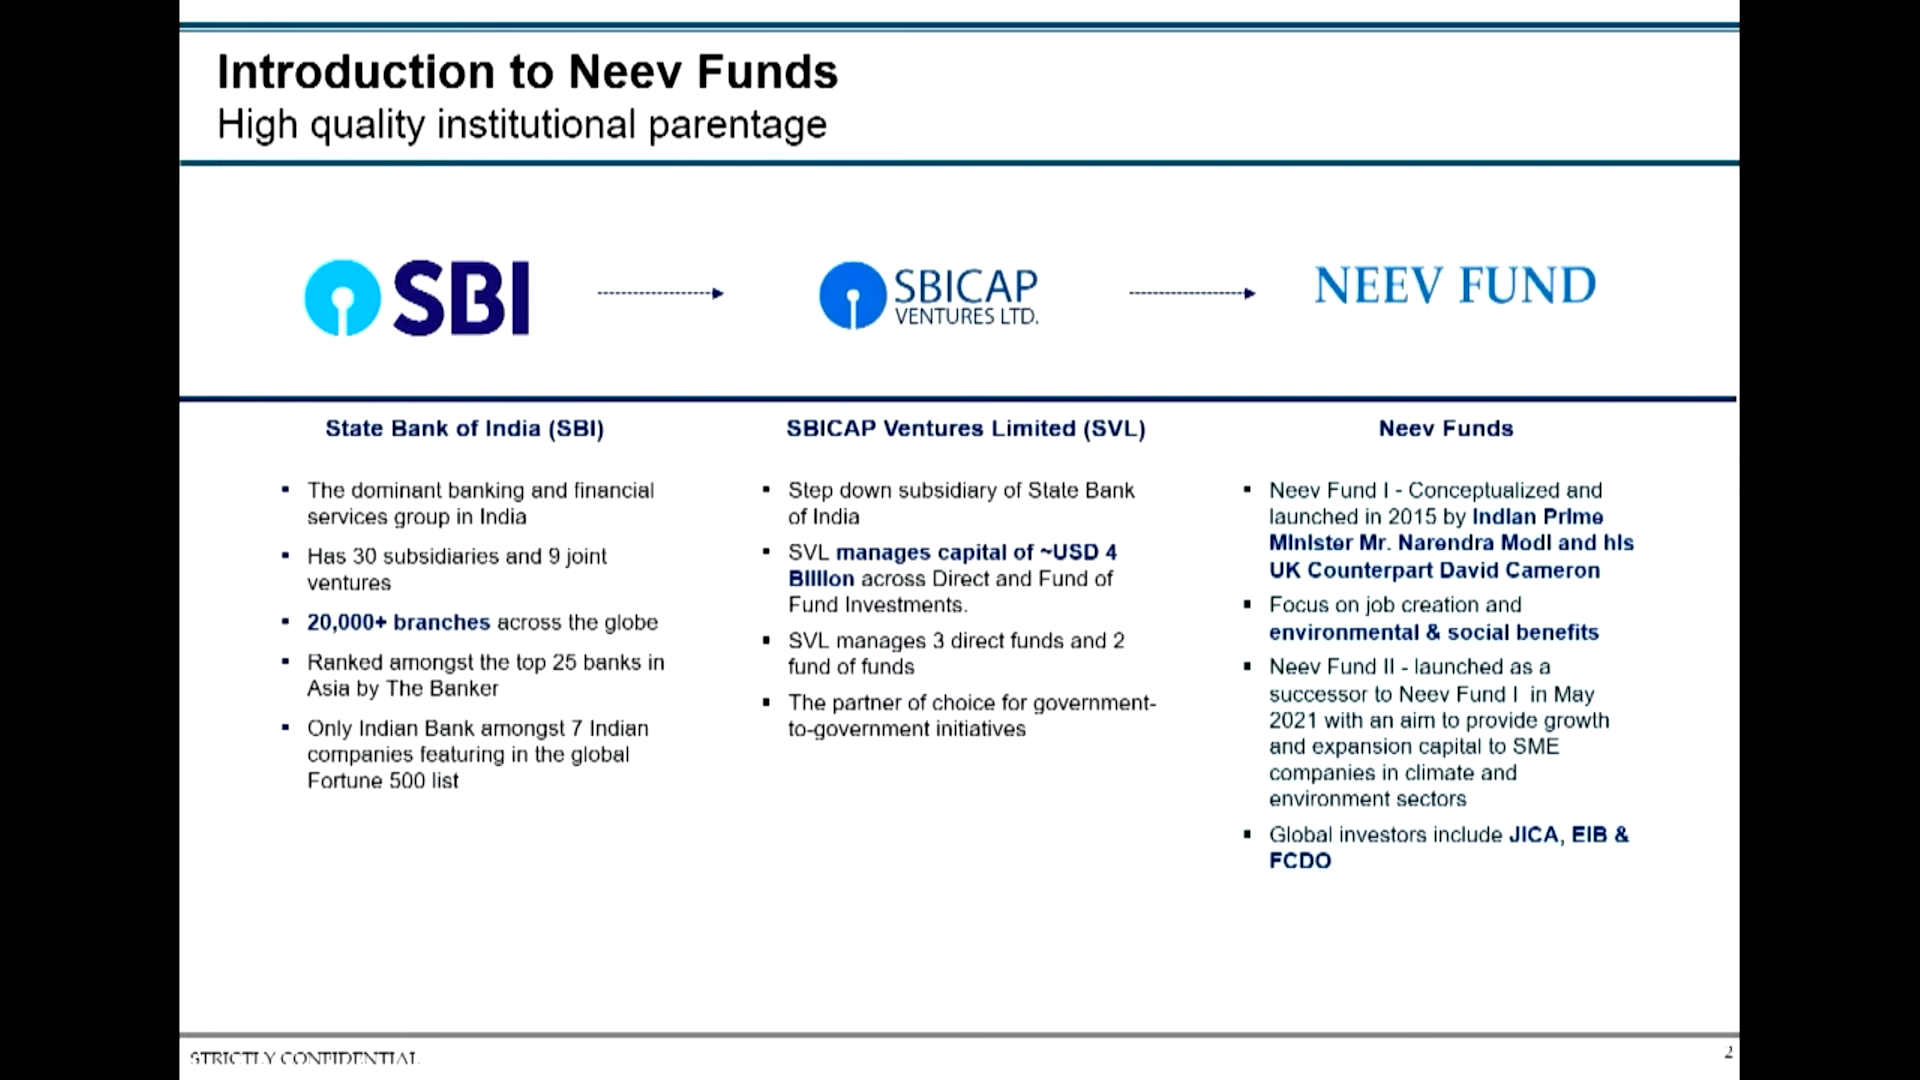 Introduction to Neev Funds
High quality institutional parentage
SBI
SBICAP
VENTURES LTD.
NEEV FUND
State Bank of India (SBI)
▪ The dominant banking and financial
services group in India
▪ Has 30 subsidiaries and 9 joint
ventures
▪ 20,000+ branches across the globe
▪ Ranked amongst the top 25 banks in
Asia by The Banker
▪ Only Indian Bank amongst 7 Indian
companies featuring in the global
Fortune 500 list
SBICAP Ventures Limited (SVL)
▪ Step down subsidiary of State Bank
of India
▪ SVL manages capital of ~USD 4
Billion across Direct and Fund of
Fund Investments.
▪ SVL manages 3 direct funds and 2
fund of funds
▪ The partner of choice for government-
to-government initiatives
Neev Funds
▪ Neev Fund I - Conceptualized and
launched in 2015 by Indian Prime
Minister Mr. Narendra Modi and his
UK Counterpart David Cameron
▪ Focus on job creation and
environmental & social benefits
▪ Neev Fund II - launched as a
successor to Neev Fund I in May
2021 with an aim to provide growth
and expansion capital to SME
companies in climate and
environment sectors
▪ Global investors include JICA, EIB &
FCDO
STRICTLY CONFIDENTIAL
2